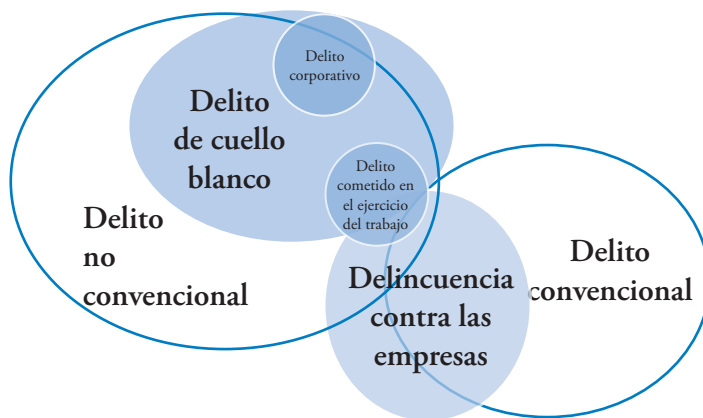 Delito
corporativo
Delito
de cuello
blanco
Delito
cometido en
el ejercicio
del trabajo
Delito
no
convencional
Delincuencia
contra las
empresas
Delito
convencional